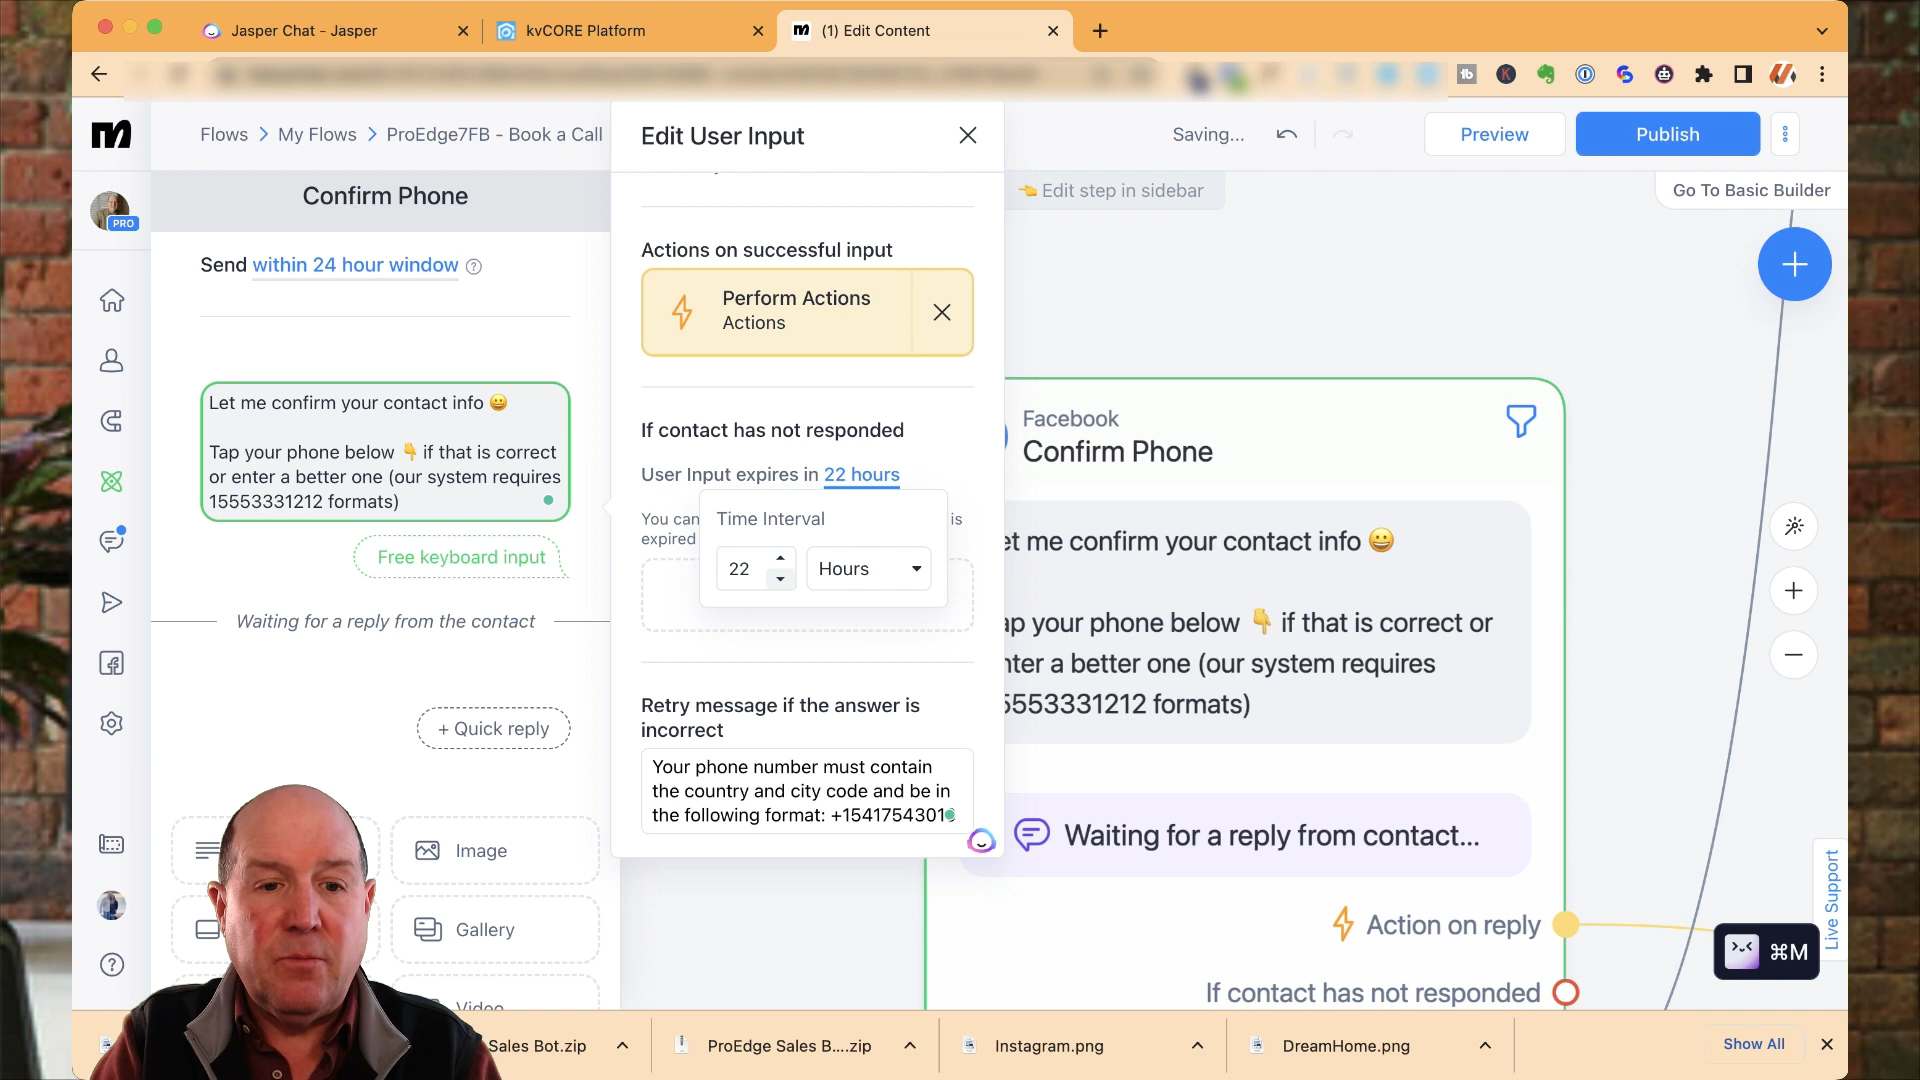 Jasper Chat - Jasper
kvCORE Platform
(1) Edit Content
Flows > My Flows > ProEdge7FB - Book a Call
Edit User Input
Saving...
Preview
Publish
PRO
Confirm Phone
👈 Edit step in sidebar
Go To Basic Builder
Send within 24 hour window
Actions on successful input
Perform Actions
Actions
Let me confirm your contact info 😀
Tap your phone below 👇 if that is correct
or enter a better one (our system requires
15553331212 formats)
Free keyboard input
Waiting for a reply from the contact
+ Quick reply
Image
Gallery
Video
If contact has not responded
User Input expires in 22 hours
You can
is
expired
Time Interval
22
Hours
Retry message if the answer is
incorrect
Your phone number must contain
the country and city code and be in
the following format: +1541754301
Facebook
Confirm Phone
et me confirm your contact info 😀
ap your phone below 👇 if that is correct or
nter a better one (our system requires
5553331212 formats)
Waiting for a reply from contact...
Action on reply
If contact has not responded
Live Support
⌘M
Sales Bot.zip
ProEdge Sales B....zip
Instagram.png
DreamHome.png
Show All